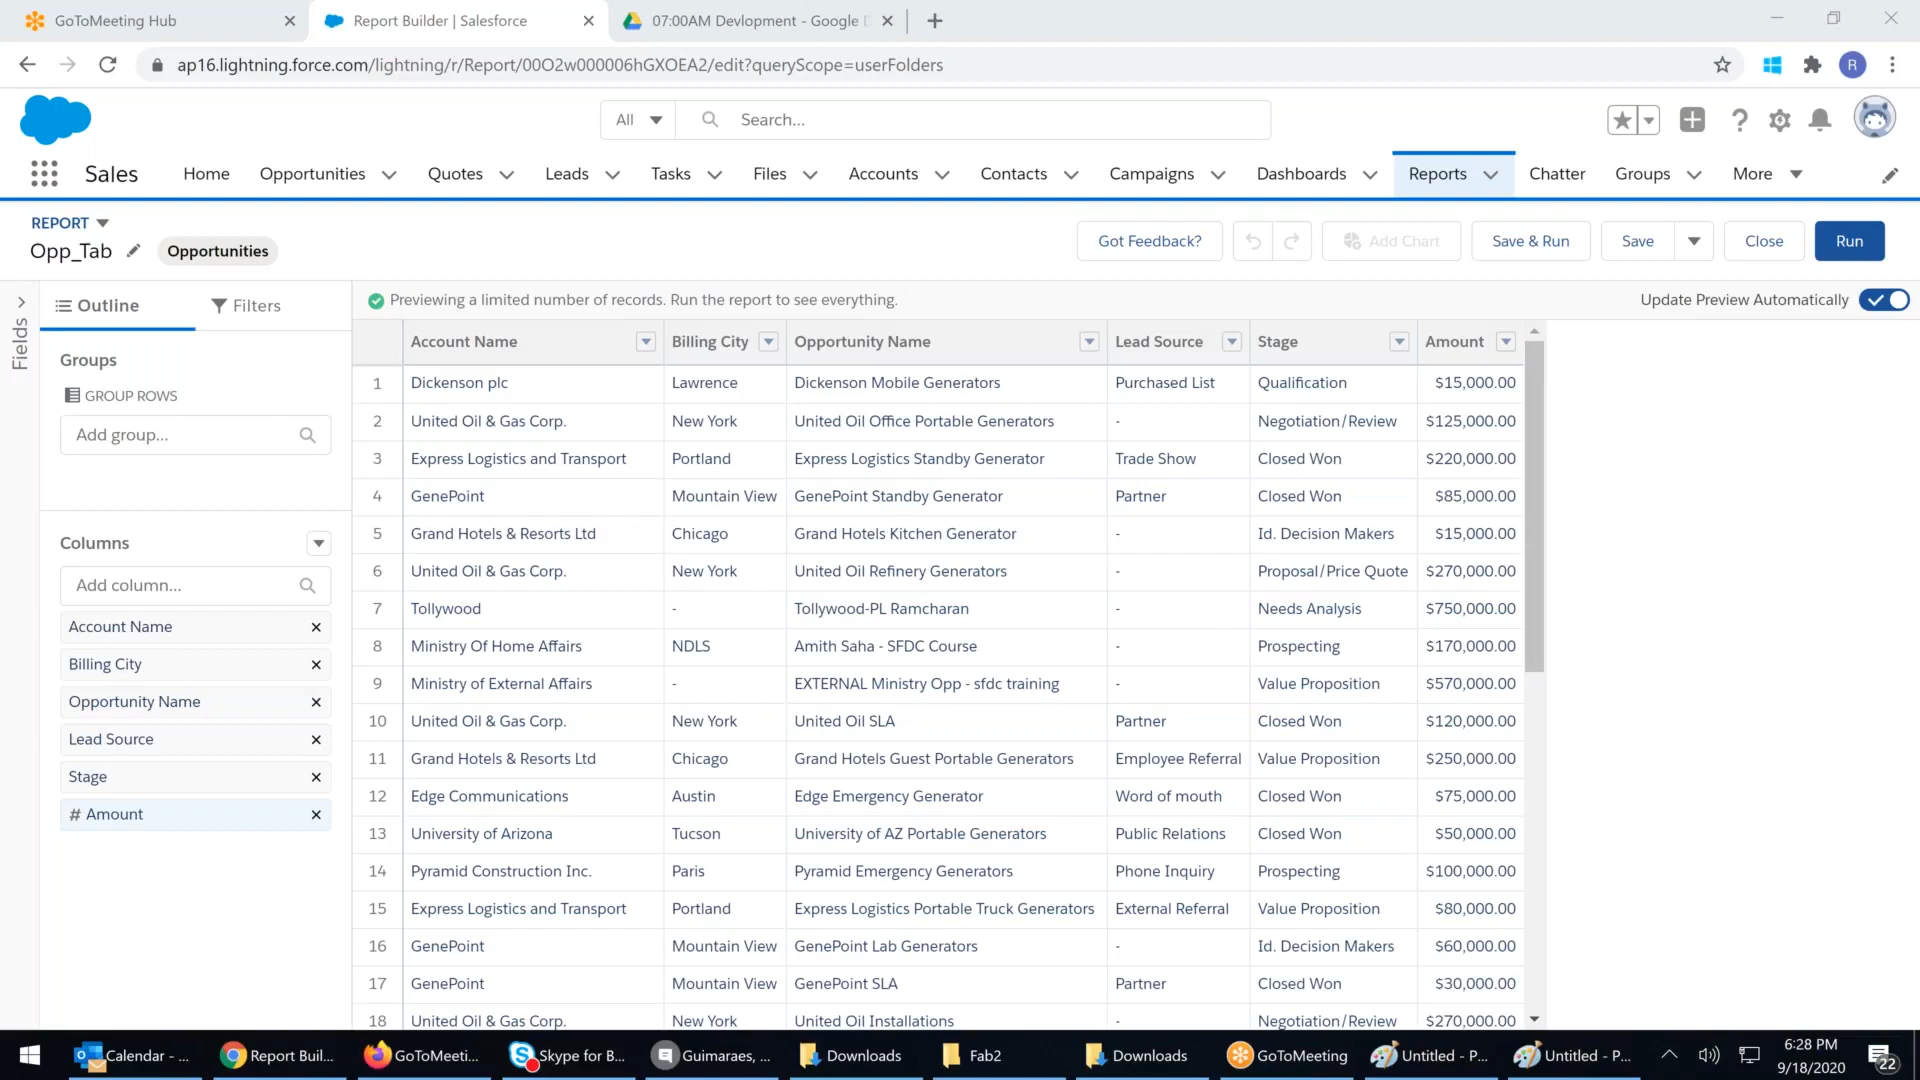 GoToMeeting Hub
Report Builder | Salesforce
07:00AM Devlopment - Google D
ap16.lightning.force.com/lightning/r/Report/00O2w000006hGXOEA2/edit?queryScope=userFolders
R
All
Search...
Sales
Home
Opportunities
Quotes
Leads
Tasks
Files
Accounts
Contacts
Campaigns
Dashboards
Reports
Chatter
Groups
More
REPORT
Opp_Tab
Opportunities
Got Feedback?
Add Chart
Save & Run
Save
Close
Run
Fields
Outline
Filters
Previewing a limited number of records. Run the report to see everything.
Update Preview Automatically
Groups
GROUP ROWS
Add group...
Columns
Add column...
Account Name
Billing City
Opportunity Name
Lead Source
Stage
# Amount
Account Name Billing City Opportunity Name Lead Source Stage Amount
1 Dickenson plc Lawrence Dickenson Mobile Generators Purchased List Qualification $15,000.00
2 United Oil & Gas Corp. New York United Oil Office Portable Generators - Negotiation/Review $125,000.00
3 Express Logistics and Transport Portland Express Logistics Standby Generator Trade Show Closed Won $220,000.00
4 GenePoint Mountain View GenePoint Standby Generator Partner Closed Won $85,000.00
5 Grand Hotels & Resorts Ltd Chicago Grand Hotels Kitchen Generator - Id. Decision Makers $15,000.00
6 United Oil & Gas Corp. New York United Oil Refinery Generators - Proposal/Price Quote $270,000.00
7 Tollywood - Tollywood-PL Ramcharan - Needs Analysis $750,000.00
8 Ministry Of Home Affairs NDLS Amith Saha - SFDC Course - Prospecting $170,000.00
9 Ministry of External Affairs - EXTERNAL Ministry Opp - sfdc training - Value Proposition $570,000.00
10 United Oil & Gas Corp. New York United Oil SLA Partner Closed Won $120,000.00
11 Grand Hotels & Resorts Ltd Chicago Grand Hotels Guest Portable Generators Employee Referral Value Proposition $250,000.00
12 Edge Communications Austin Edge Emergency Generator Word of mouth Closed Won $75,000.00
13 University of Arizona Tucson University of AZ Portable Generators Public Relations Closed Won $50,000.00
14 Pyramid Construction Inc. Paris Pyramid Emergency Generators Phone Inquiry Prospecting $100,000.00
15 Express Logistics and Transport Portland Express Logistics Portable Truck Generators External Referral Value Proposition $80,000.00
16 GenePoint Mountain View GenePoint Lab Generators - Id. Decision Makers $60,000.00
17 GenePoint Mountain View GenePoint SLA Partner Closed Won $30,000.00
18 United Oil & Gas Corp. New York United Oil Installations - Negotiation/Review $270,000.00
Calendar - ...
Report Buil...
GoToMeeti...
Skype for B...
Guimaraes, ...
Downloads
Fab2
Downloads
GoToMeeting
Untitled - P...
Untitled - P...
6:28 PM
9/18/2020
22